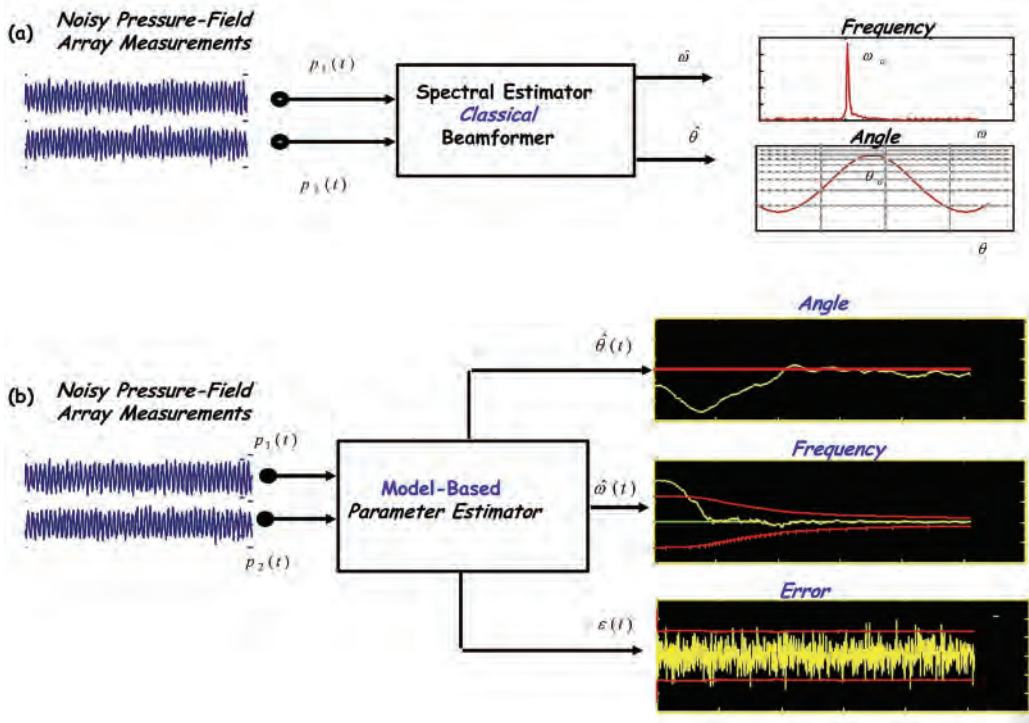 (a)
Noisy Pressure-Field
Array Measurements
p₁(t)
p₁(t)
Spectral Estimator
Classical
Beamformer
ω̂
θ̂
Frequency
ωₒ
ω
Angle
θₒ
θ
(b)
Noisy Pressure-Field
Array Measurements
p₁(t)
p₂(t)
Model-Based
Parameter Estimator
θ̂(t)
ω̂(t)
ε(t)
Angle
Frequency
Error